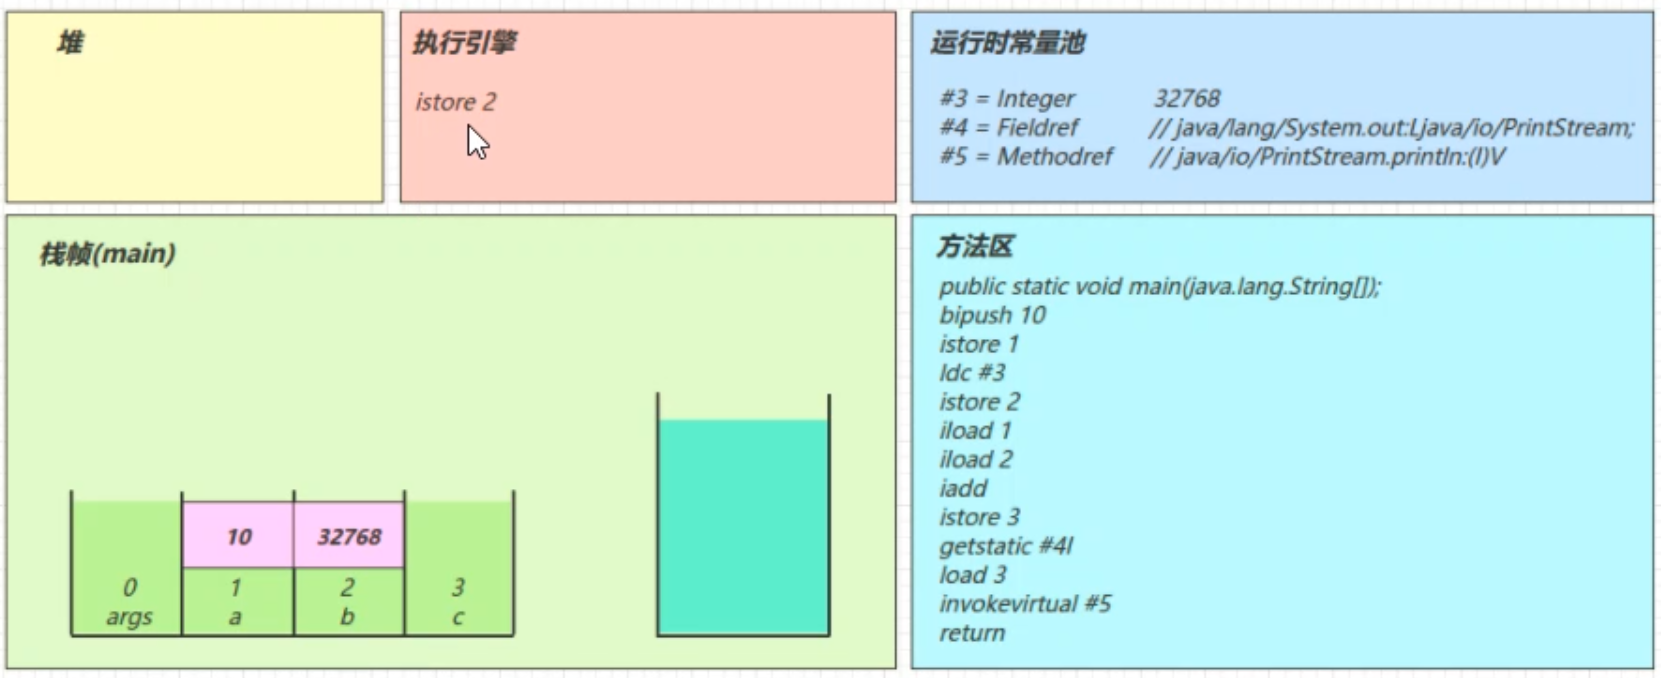 堆
执行引擎
istore 2
运行时常量池
#3 = Integer 32768
#4 = Fieldref // java/lang/System.out:Ljava/io/PrintStream;
#5 = Methodref // java/io/PrintStream.println:(I)V
栈帧(main)
10 32768
0 1 2 3
args a b c
方法区
public static void main(java.lang.String[]);
bipush 10
istore 1
ldc #3
istore 2
iload 1
iload 2
iadd
istore 3
getstatic #4l
load 3
invokevirtual #5
return